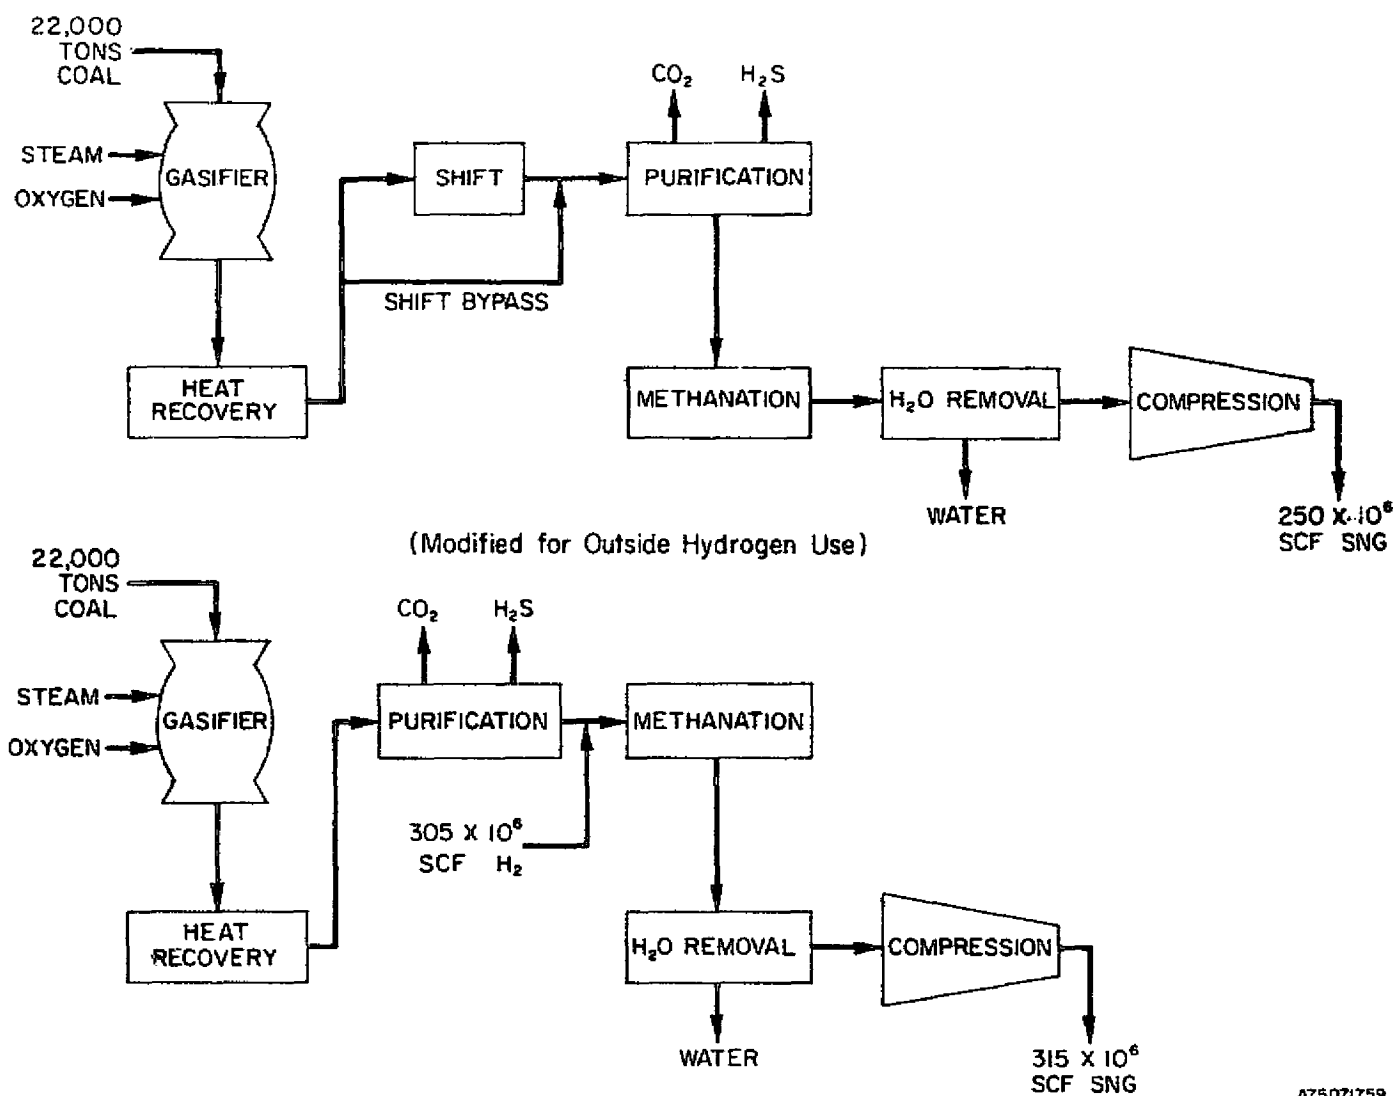 22,000
TONS
COAL
STEAM
OXYGEN
GASIFIER
HEAT
RECOVERY
SHIFT
SHIFT BYPASS
CO₂
H₂S
PURIFICATION
METHANATION
H₂O REMOVAL
WATER
COMPRESSION
250 X 10⁶
SCF SNG
(Modified for Outside Hydrogen Use)
22,000
TONS
COAL
STEAM
OXYGEN
GASIFIER
HEAT
RECOVERY
CO₂
H₂S
PURIFICATION
305 X 10⁶
SCF H₂
METHANATION
H₂O REMOVAL
WATER
COMPRESSION
315 X 10⁶
SCF SNG
A75071759